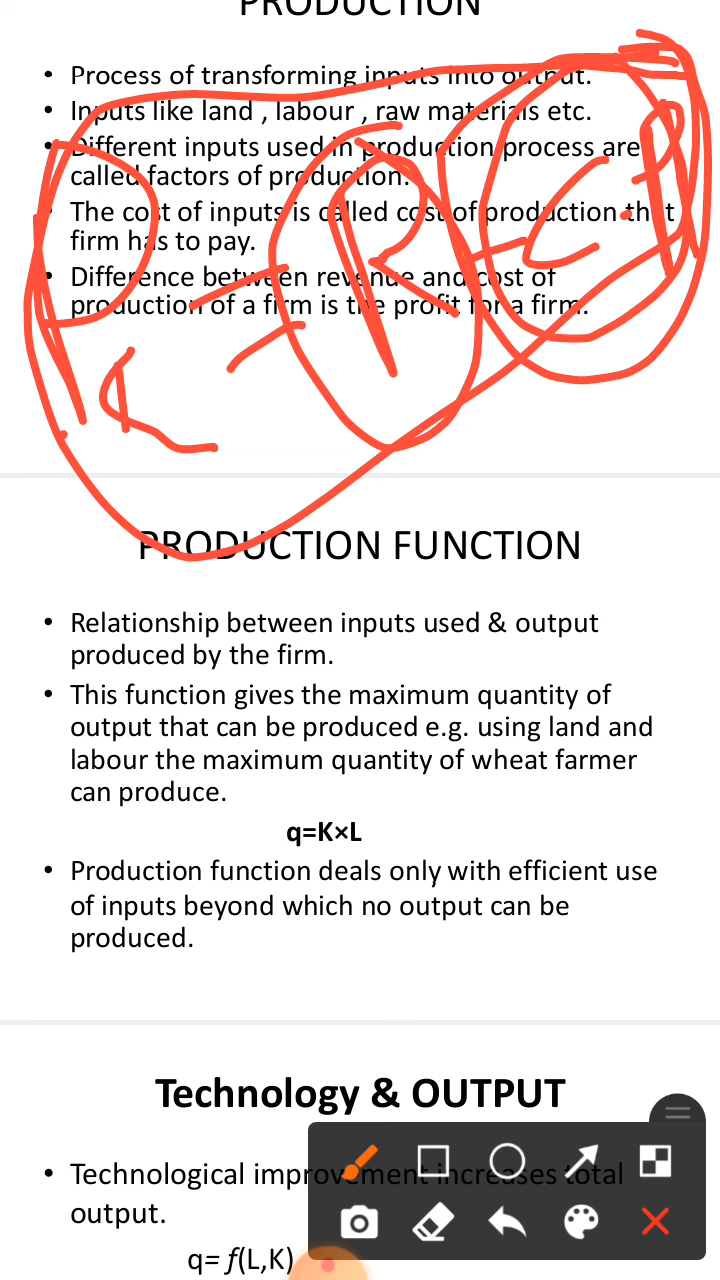 PRODUCTION
• Process of transforming inputs into output.
• Inputs like land , labour , raw materials etc.
• Different inputs used in production process are
called factors of production.
• The cost of inputs is called cost of production that
firm has to pay.
• Difference between revenue and cost of
production of a firm is the profit for a firm.
PRODUCTION FUNCTION
• Relationship between inputs used & output
produced by the firm.
• This function gives the maximum quantity of
output that can be produced e.g. using land and
labour the maximum quantity of wheat farmer
can produce.
q=K×L
• Production function deals only with efficient use
of inputs beyond which no output can be
produced.
Technology & OUTPUT
• Technological improvement increases total
output.
q= f(L,K)